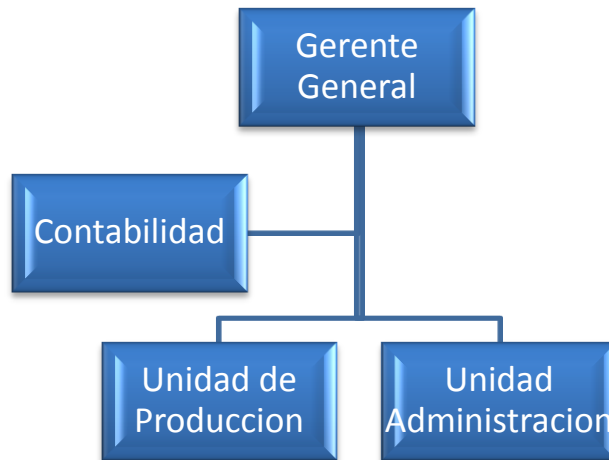 Gerente
General
Contabilidad
Unidad de
Produccion
Unidad
Administracion